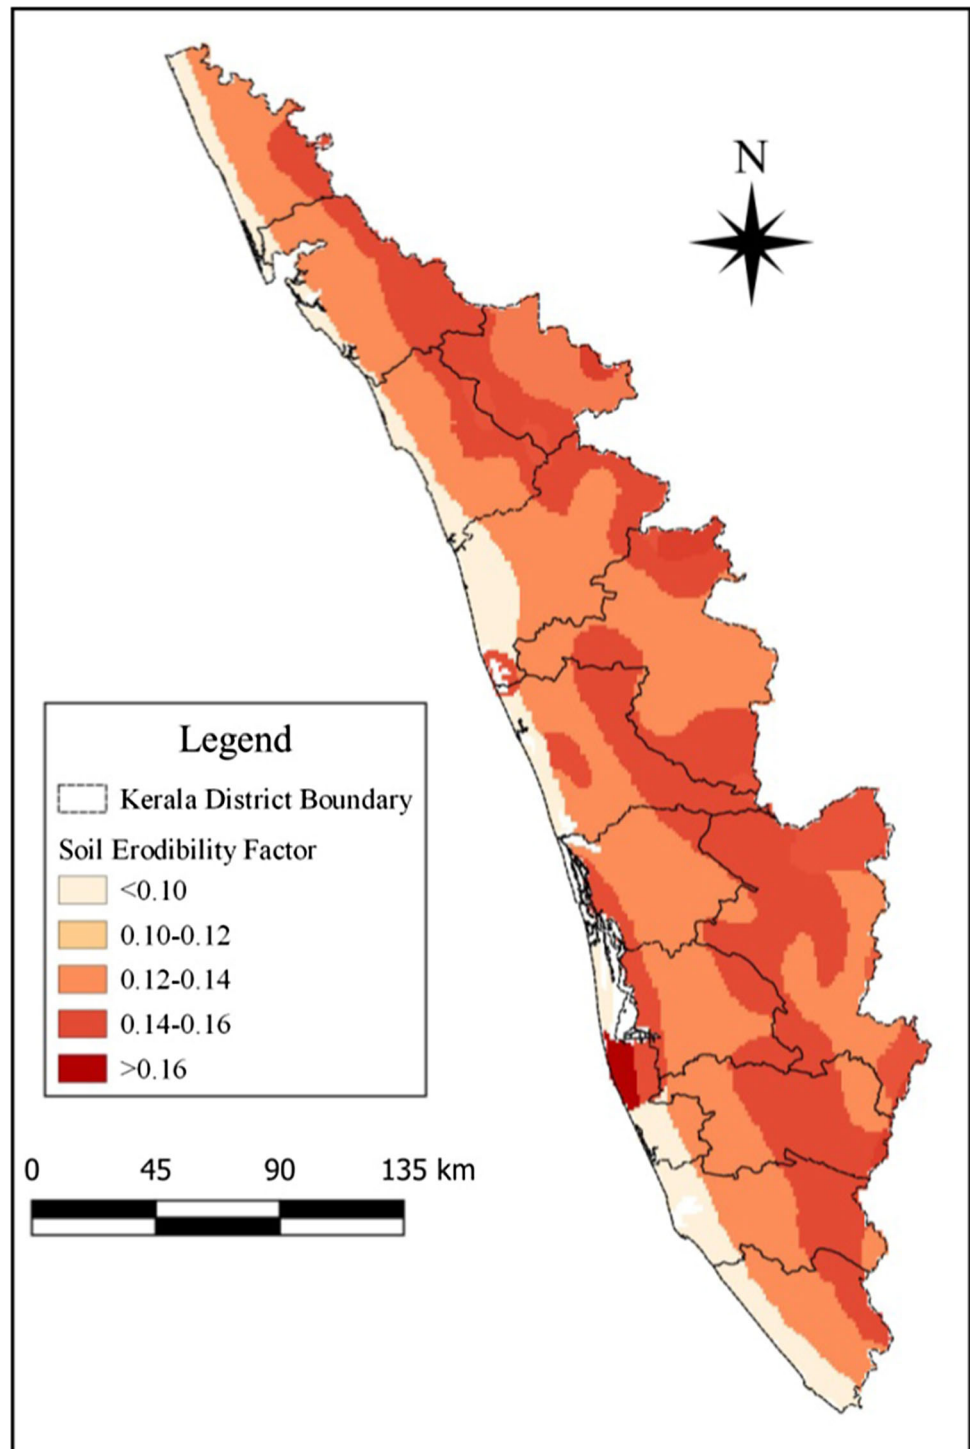 N
Legend
Kerala District Boundary
Soil Erodibility Factor
<0.10
0.10-0.12
0.12-0.14
0.14-0.16
>0.16
0 45 90 135 km